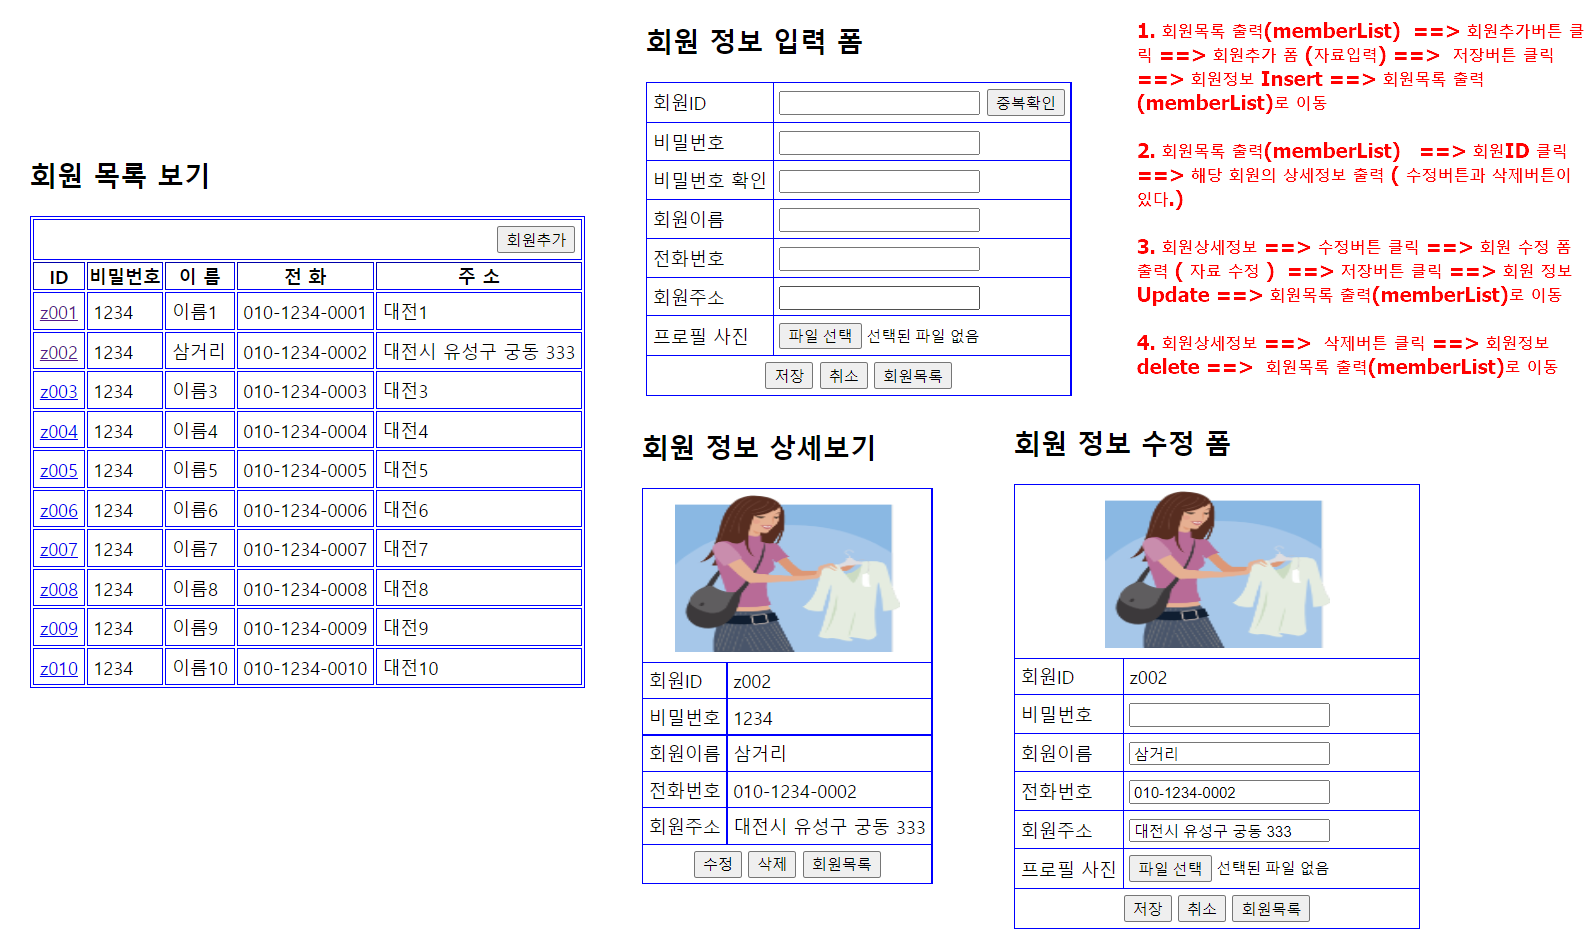 회원 목록 보기
회원추가
ID 비밀번호 이 름 전 화 주 소
z001 1234 이름1 010-1234-0001 대전1
z002 1234 삼거리 010-1234-0002 대전시 유성구 궁동 333
z003 1234 이름3 010-1234-0003 대전3
z004 1234 이름4 010-1234-0004 대전4
z005 1234 이름5 010-1234-0005 대전5
z006 1234 이름6 010-1234-0006 대전6
z007 1234 이름7 010-1234-0007 대전7
z008 1234 이름8 010-1234-0008 대전8
z009 1234 이름9 010-1234-0009 대전9
z010 1234 이름10 010-1234-0010 대전10
회원 정보 입력 폼
회원ID 중복확인
비밀번호
비밀번호 확인
회원이름
전화번호
회원주소
프로필 사진 파일 선택 선택된 파일 없음
저장 취소 회원목록
1. 회원목록 출력(memberList) ==> 회원추가버튼 클
릭 ==> 회원추가 폼 (자료입력) ==> 저장버튼 클릭
==> 회원정보 Insert ==> 회원목록 출력
(memberList)로 이동
2. 회원목록 출력(memberList) ==> 회원ID 클릭
==> 해당 회원의 상세정보 출력 ( 수정버튼과 삭제버튼이
있다.)
3. 회원상세정보 ==> 수정버튼 클릭 ==> 회원 수정 폼
출력 ( 자료 수정 ) ==> 저장버튼 클릭 ==> 회원 정보
Update ==> 회원목록 출력(memberList)로 이동
4. 회원상세정보 ==> 삭제버튼 클릭 ==> 회원정보
delete ==> 회원목록 출력(memberList)로 이동
회원 정보 상세보기
회원ID z002
비밀번호 1234
회원이름 삼거리
전화번호 010-1234-0002
회원주소 대전시 유성구 궁동 333
수정 삭제 회원목록
회원 정보 수정 폼
회원ID z002
비밀번호
회원이름 삼거리
전화번호 010-1234-0002
회원주소 대전시 유성구 궁동 333
프로필 사진 파일 선택 선택된 파일 없음
저장 취소 회원목록